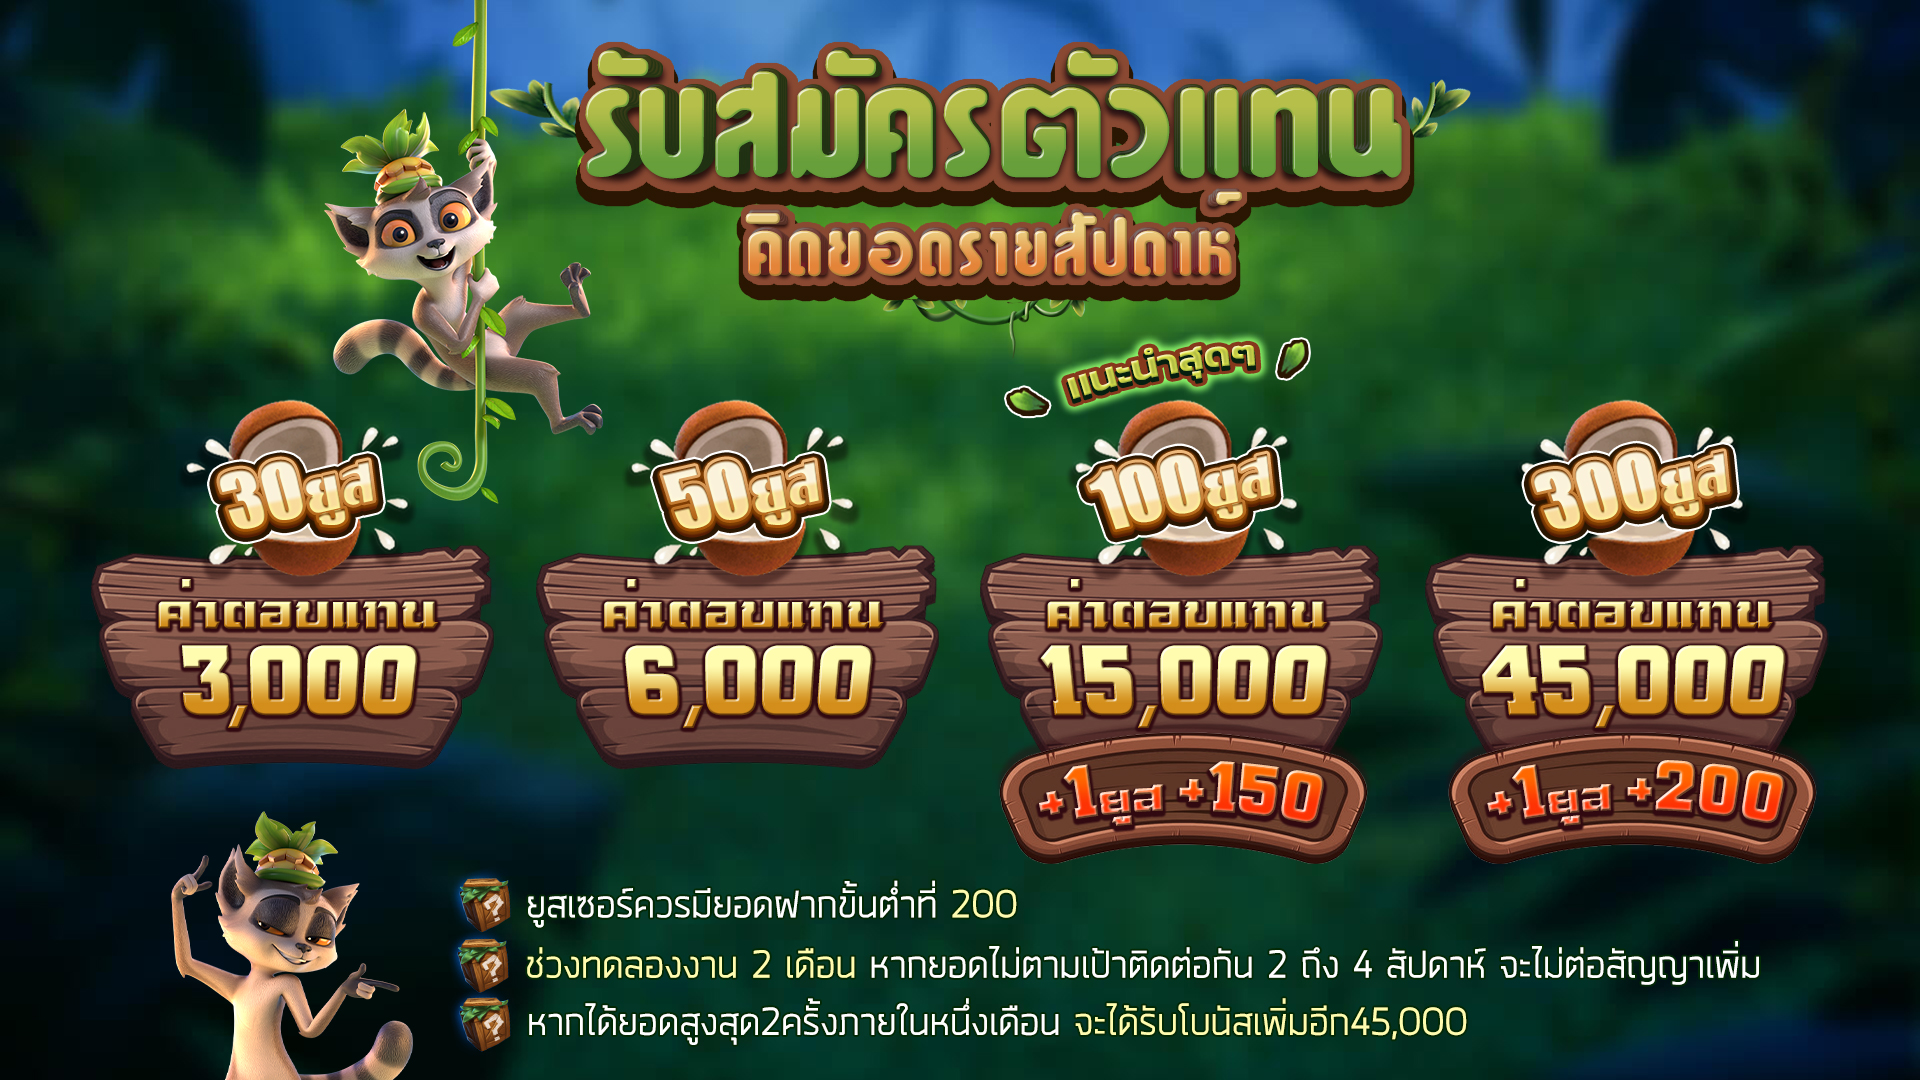 รับสมัครตัวแทน
คิดยอดรายสัปดาห์
แนะนำสุดๆ
30ยูส
ค่าตอบแทน
3,000
50ยูส
ค่าตอบแทน
6,000
100ยูส
ค่าตอบแทน
15,000
+1ยูส +150
300ยูส
ค่าตอบแทน
45,000
+1ยูส +200
ยูสเซอร์ควรมียอดฝากขั้นต่ำที่ 200
ช่วงทดลองงาน 2 เดือน หากยอดไม่ตามเป้าติดต่อกัน 2 ถึง 4 สัปดาห์ จะไม่ต่อสัญญาเพิ่ม
หากได้ยอดสูงสุด2ครั้งภายในหนึ่งเดือน จะได้รับโบนัสเพิ่มอีก45,000